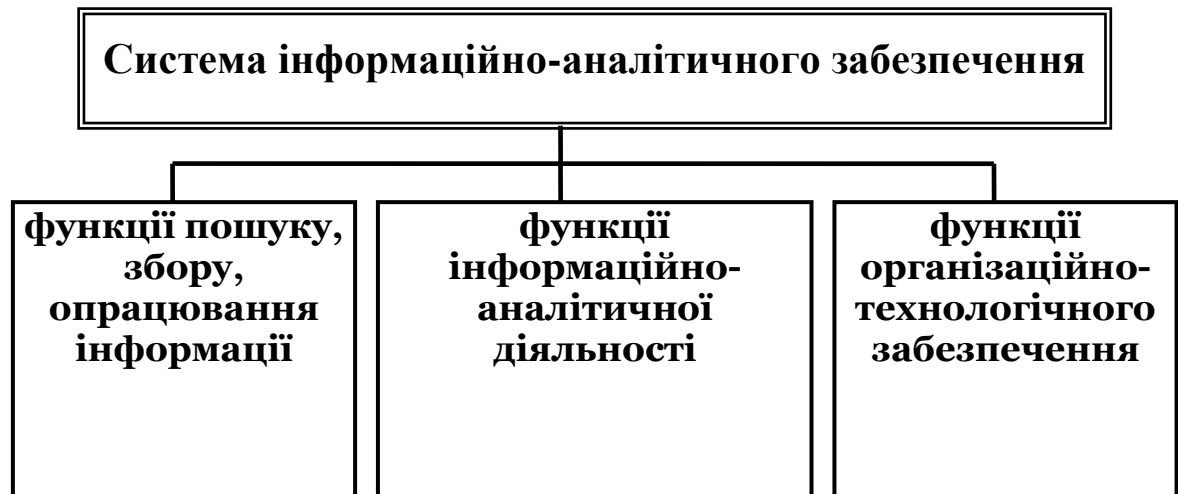 Система інформаційно-аналітичного забезпечення
функції пошуку,
збору,
опрацювання
інформації
функції
інформаційно-
аналітичної
діяльності
функції
організаційно-
технологічного
забезпечення